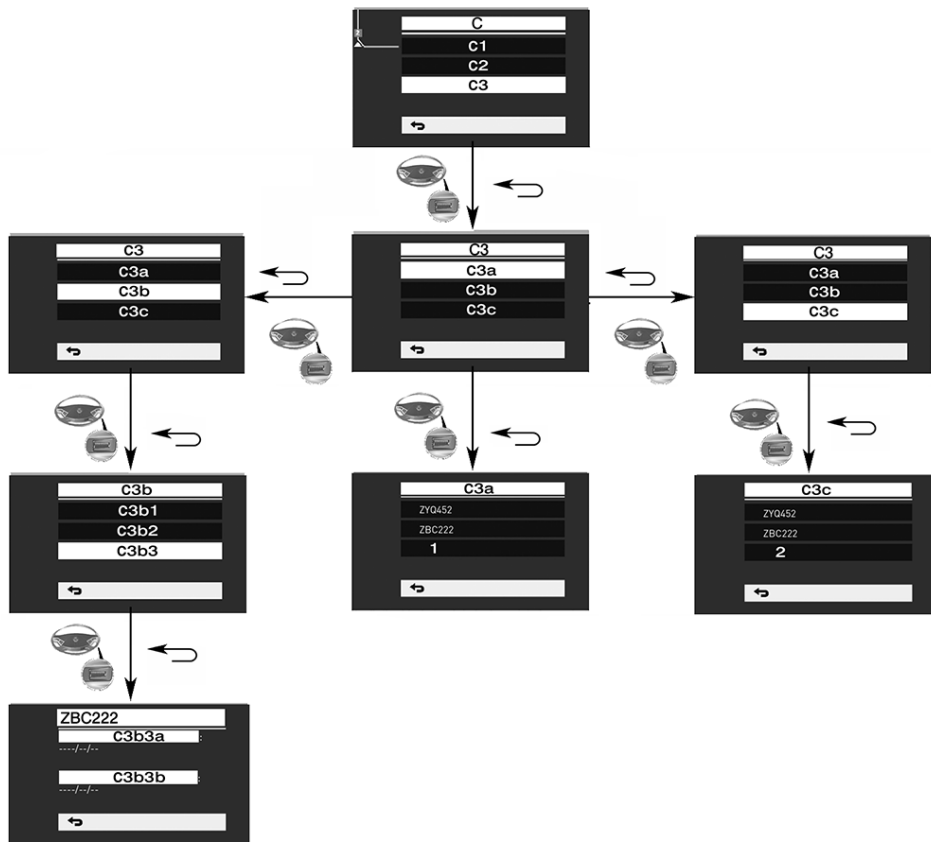 C
C1
C2
C3
C3
C3a
C3b
C3c
C3
C3a
C3b
C3c
C3
C3a
C3b
C3c
C3b
C3b1
C3b2
C3b3
C3a
ZYQ452
ZBC222
1
C3c
ZYQ452
ZBC222
2
ZBC222
C3b3a :
----/--/--
C3b3b :
----/--/--